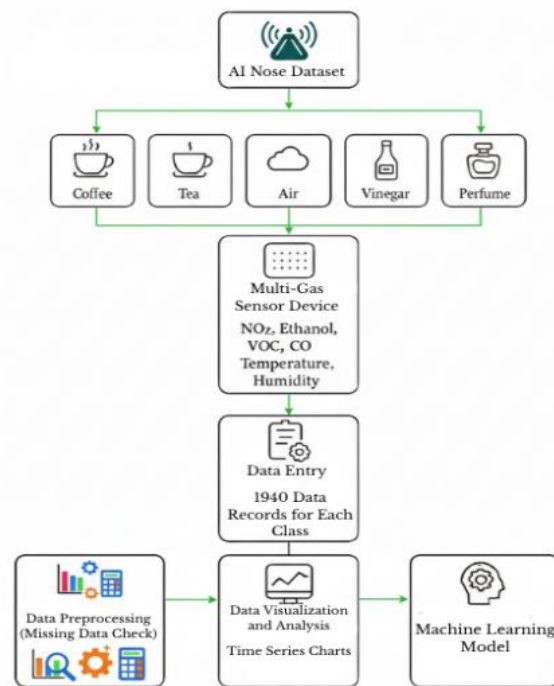 AI Nose Dataset
Coffee
Tea
Air
Vinegar
Perfume
Multi-Gas
Sensor Device
NOz, Ethanol,
VOC, CO
Temperature,
Humidity
Data Entry
1940 Data
Records for Each
Class
Data Preprocessing
(Missing Data Check)
Data Visualization
and Analysis
Time Series Charts
Machine Learning
Model